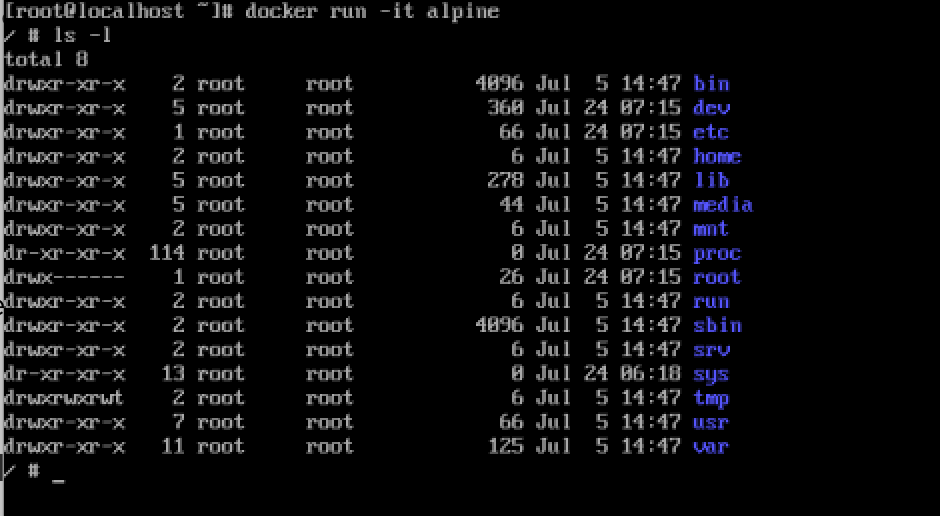 [root@localhost ~]# docker run -it alpine
/ # ls -l
total 8
drwxr-xr-x    2 root     root          4096 Jul  5 14:47 bin
drwxr-xr-x    5 root     root           360 Jul 24 07:15 dev
drwxr-xr-x    1 root     root            66 Jul 24 07:15 etc
drwxr-xr-x    2 root     root             6 Jul  5 14:47 home
drwxr-xr-x    5 root     root           278 Jul  5 14:47 lib
drwxr-xr-x    5 root     root            44 Jul  5 14:47 media
drwxr-xr-x    2 root     root             6 Jul  5 14:47 mnt
dr-xr-xr-x  114 root     root             0 Jul 24 07:15 proc
drwx------    1 root     root            26 Jul 24 07:15 root
drwxr-xr-x    2 root     root             6 Jul  5 14:47 run
drwxr-xr-x    2 root     root          4096 Jul  5 14:47 sbin
drwxr-xr-x    2 root     root             6 Jul  5 14:47 srv
dr-xr-xr-x   13 root     root             0 Jul 24 06:18 sys
drwxrwxrwt    2 root     root             6 Jul  5 14:47 tmp
drwxr-xr-x    7 root     root            66 Jul  5 14:47 usr
drwxr-xr-x   11 root     root           125 Jul  5 14:47 var
/ # _